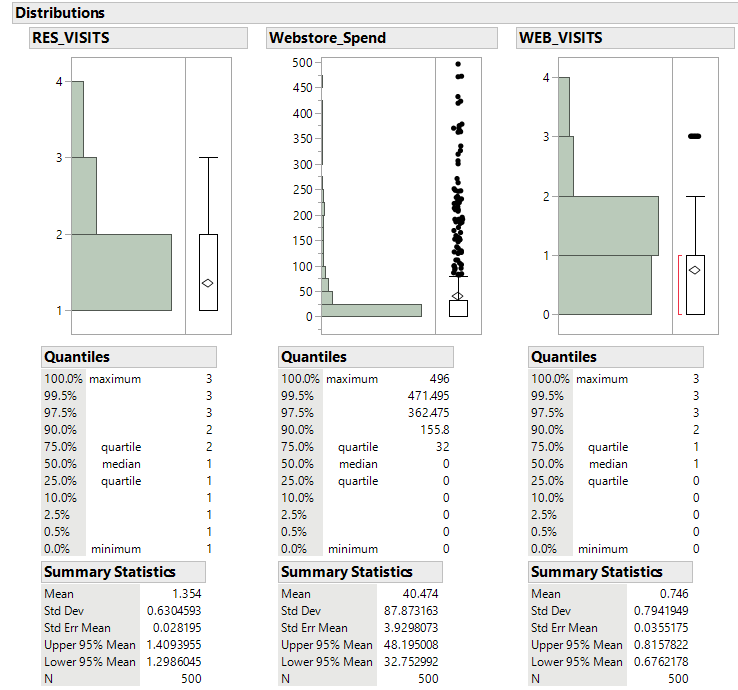 Distributions
RES_VISITS
4
3
2
1
Quantiles
100.0% maximum 3
99.5% 3
97.5% 3
90.0% 2
75.0% quartile 2
50.0% median 1
25.0% quartile 1
10.0% 1
2.5% 1
0.5% 1
0.0% minimum 1
Summary Statistics
Mean 1.354
Std Dev 0.6304593
Std Err Mean 0.028195
Upper 95% Mean 1.4093955
Lower 95% Mean 1.2986045
N 500
Webstore_Spend
500
450
400
350
300
250
200
150
100
50
0
Quantiles
100.0% maximum 496
99.5% 471.495
97.5% 362.475
90.0% 155.8
75.0% quartile 32
50.0% median 0
25.0% quartile 0
10.0% 0
2.5% 0
0.5% 0
0.0% minimum 0
Summary Statistics
Mean 40.474
Std Dev 87.873163
Std Err Mean 3.9298073
Upper 95% Mean 48.195008
Lower 95% Mean 32.752992
N 500
WEB_VISITS
4
3
2
1
0
Quantiles
100.0% maximum 3
99.5% 3
97.5% 3
90.0% 2
75.0% quartile 1
50.0% median 1
25.0% quartile 0
10.0% 0
2.5% 0
0.5% 0
0.0% minimum 0
Summary Statistics
Mean 0.746
Std Dev 0.7941949
Std Err Mean 0.0355175
Upper 95% Mean 0.8157822
Lower 95% Mean 0.6762178
N 500